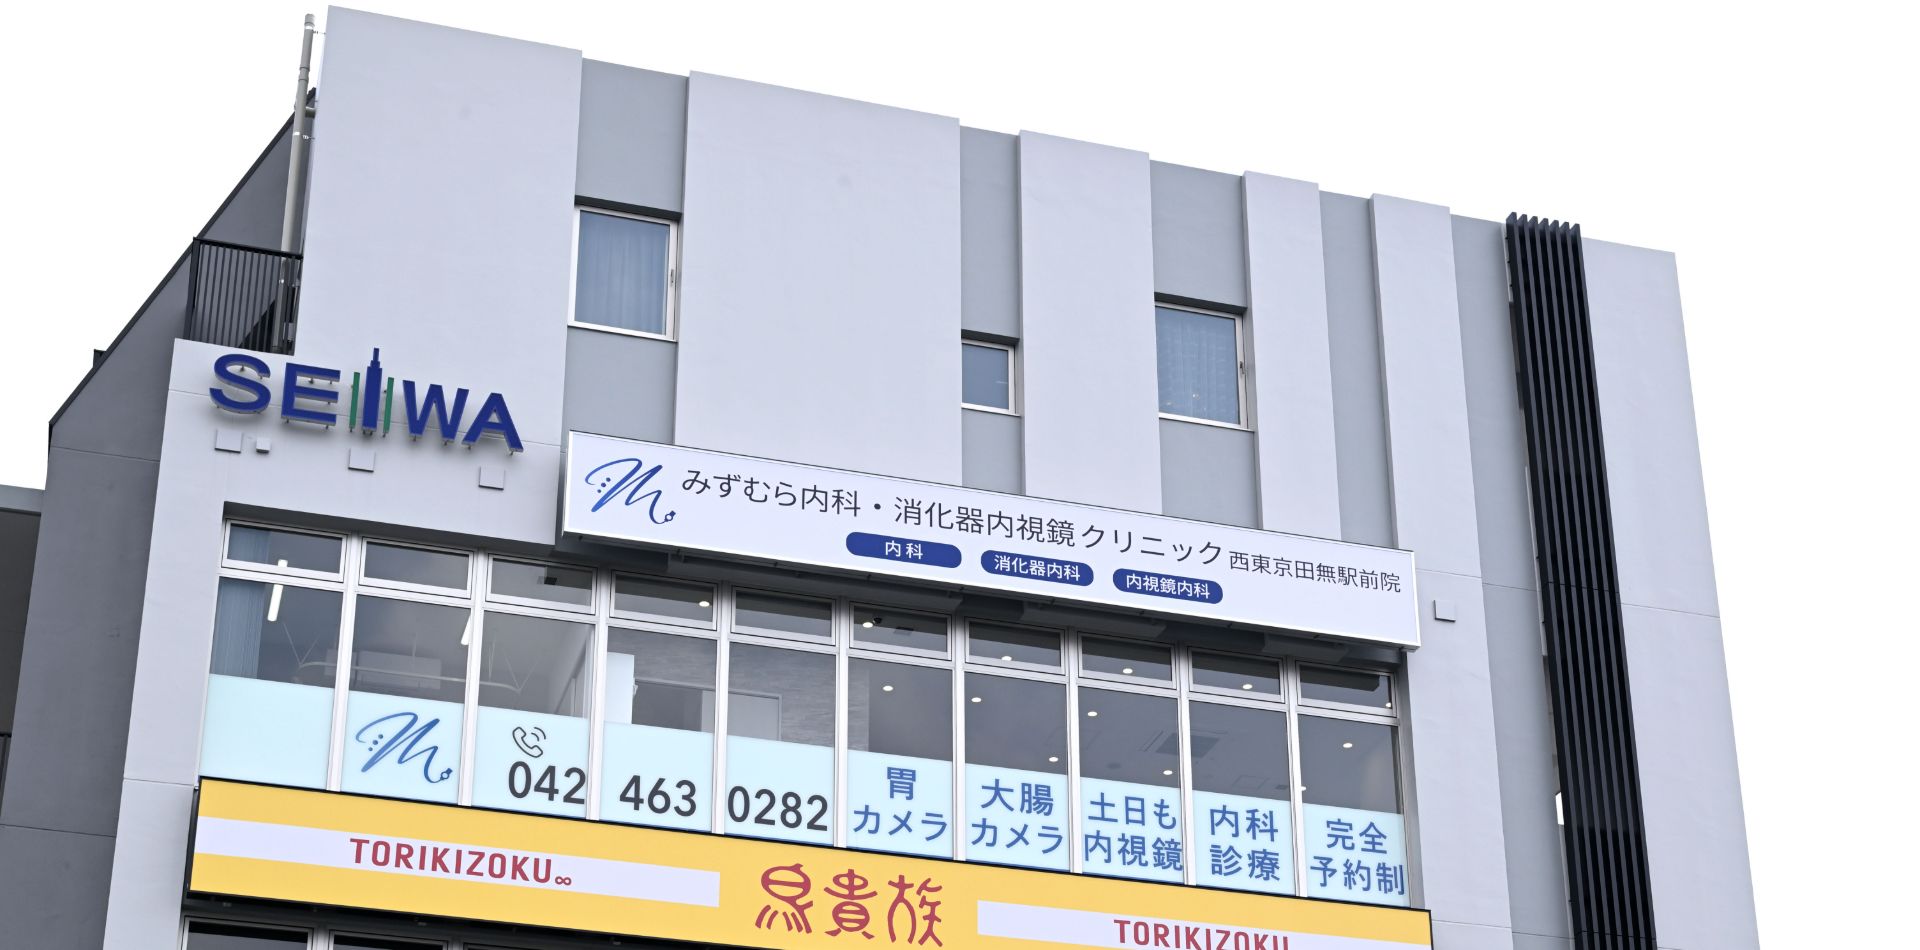 SEIWA
みずむら内科・消化器内視鏡クリニック 西東京田無駅前院
内科 消化器内科 内視鏡内科
042 463 0282
胃
カメラ
大腸
カメラ
土日も
内視鏡
内科
診療
完全
予約制
TORIKIZOKU∞
鳥貴族
TORIKIZOKU